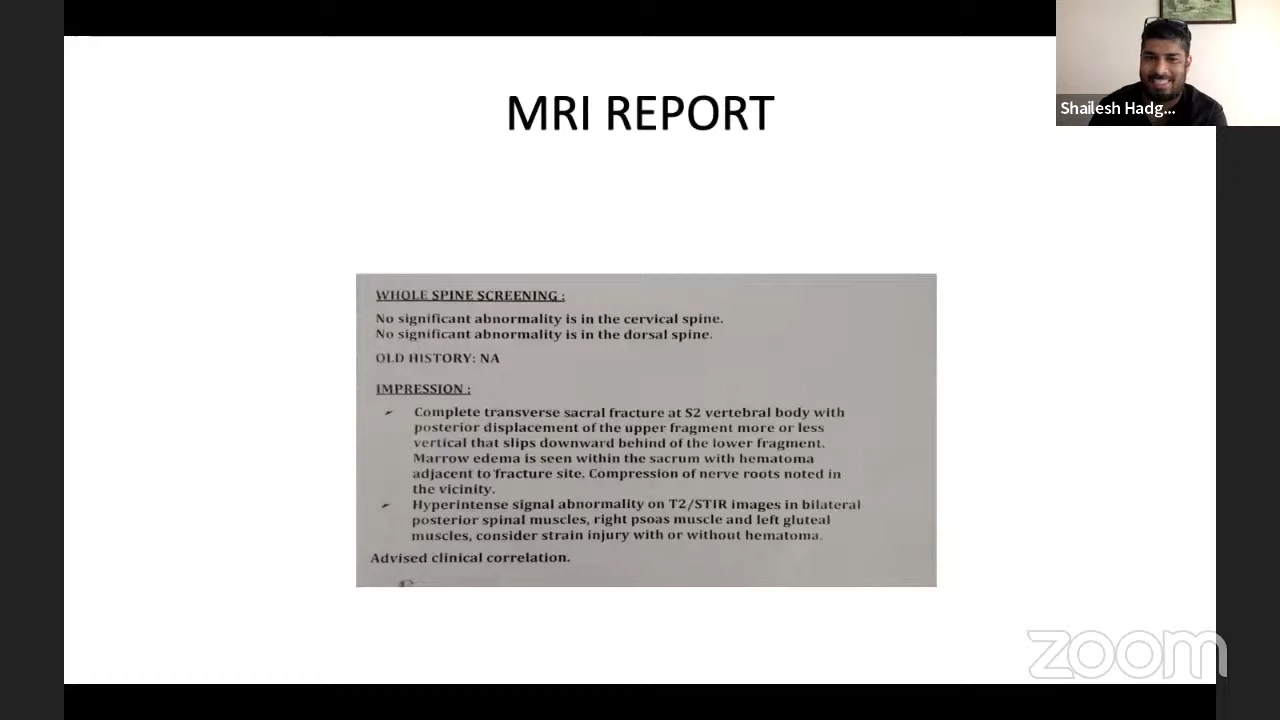 MRI REPORT
Shailesh Hadg...
WHOLE SPINE SCREENING :
No significant abnormality is in the cervical spine.
No significant abnormality is in the dorsal spine.
OLD HISTORY: NA
IMPRESSION :
Complete transverse sacral fracture at S2 vertebral body with
posterior displacement of the upper fragment more or less
vertical that slips downward behind of the lower fragment.
Marrow edema is seen within the sacrum with hematoma
adjacent to fracture site. Compression of nerve roots noted in
the vicinity.
Hyperintense signal abnormality on T2/STIR images in bilateral
posterior spinal muscles, right psoas muscle and left gluteal
muscles, consider strain injury with or without hematoma.
Advised clinical correlation.
zoom